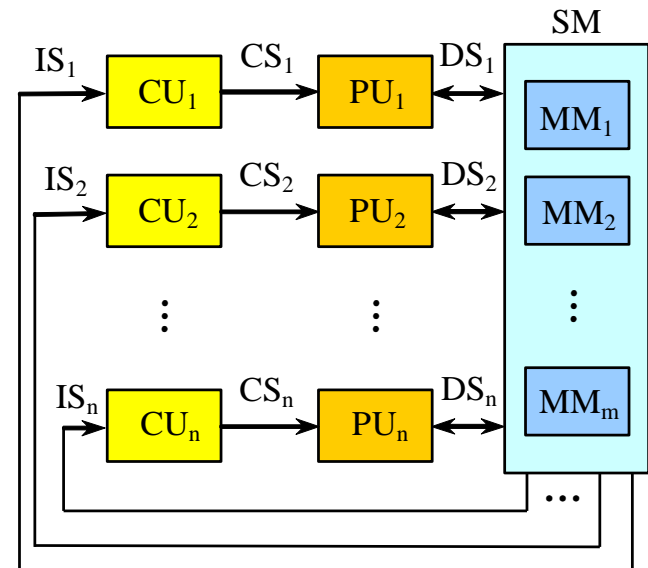 SM
IS₁ CS₁ DS₁
CU₁ PU₁ MM₁
IS₂ CS₂ DS₂
CU₂ PU₂ MM₂
⋮ ⋮ ⋮
ISₙ CSₙ DSₙ
CUₙ PUₙ MMₘ
...